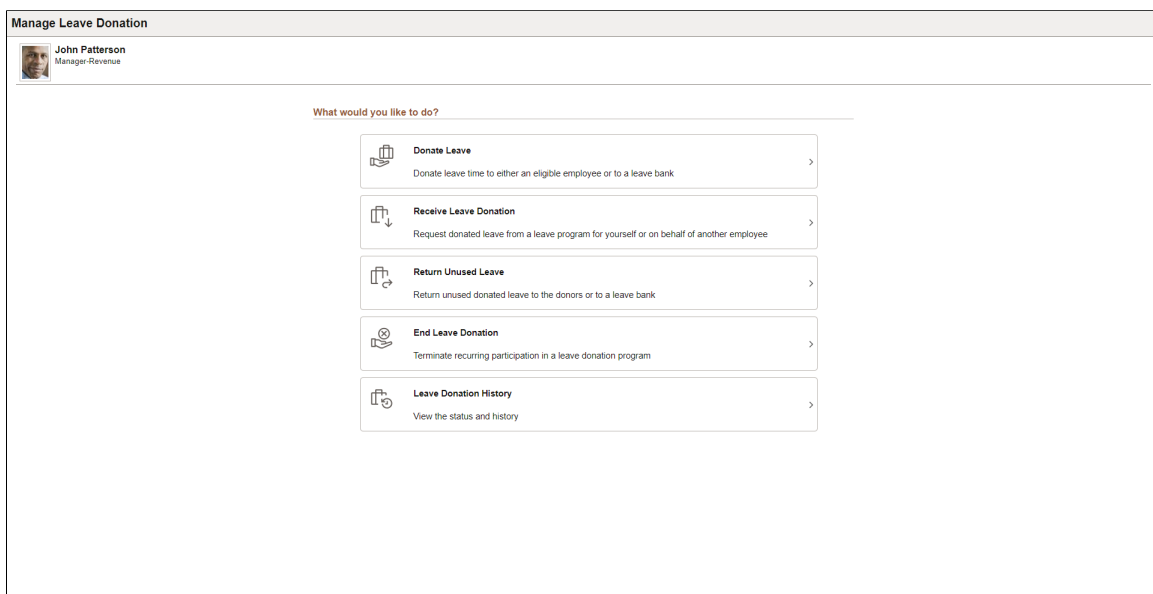 Manage Leave Donation
John Patterson
Manager-Revenue
What would you like to do?
Donate Leave
Donate leave time to either an eligible employee or to a leave bank
Receive Leave Donation
Request donated leave from a leave program for yourself or on behalf of another employee
Return Unused Leave
Return unused donated leave to the donors or to a leave bank
End Leave Donation
Terminate recurring participation in a leave donation program
Leave Donation History
View the status and history